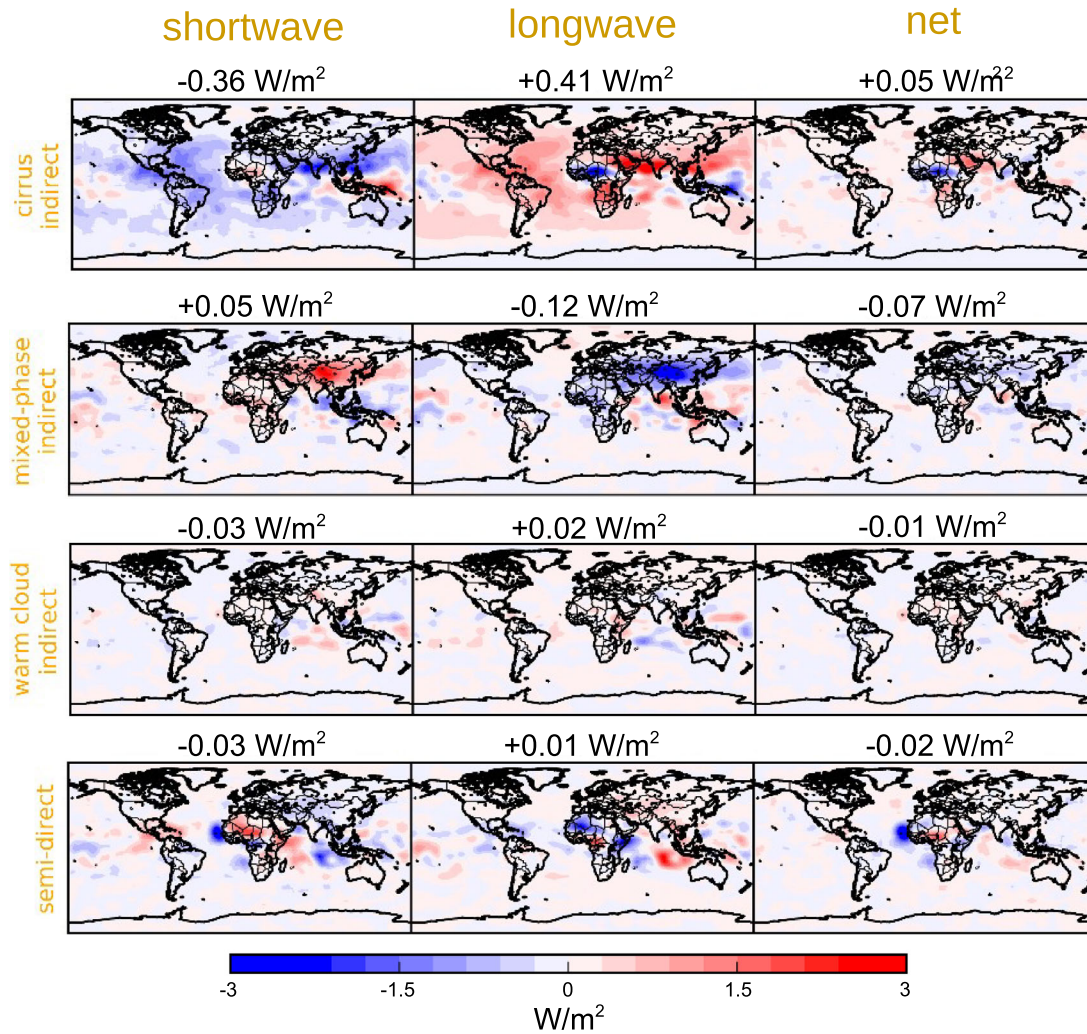 shortwave longwave net
-0.36 W/m² +0.41 W/m² +0.05 W/m²²
cirrus
indirect
+0.05 W/m² -0.12 W/m² -0.07 W/m²
mixed-phase
indirect
-0.03 W/m² +0.02 W/m² -0.01 W/m²
warm cloud
indirect
-0.03 W/m² +0.01 W/m² -0.02 W/m²
semi-direct
-3 -1.5 0 1.5 3
W/m²